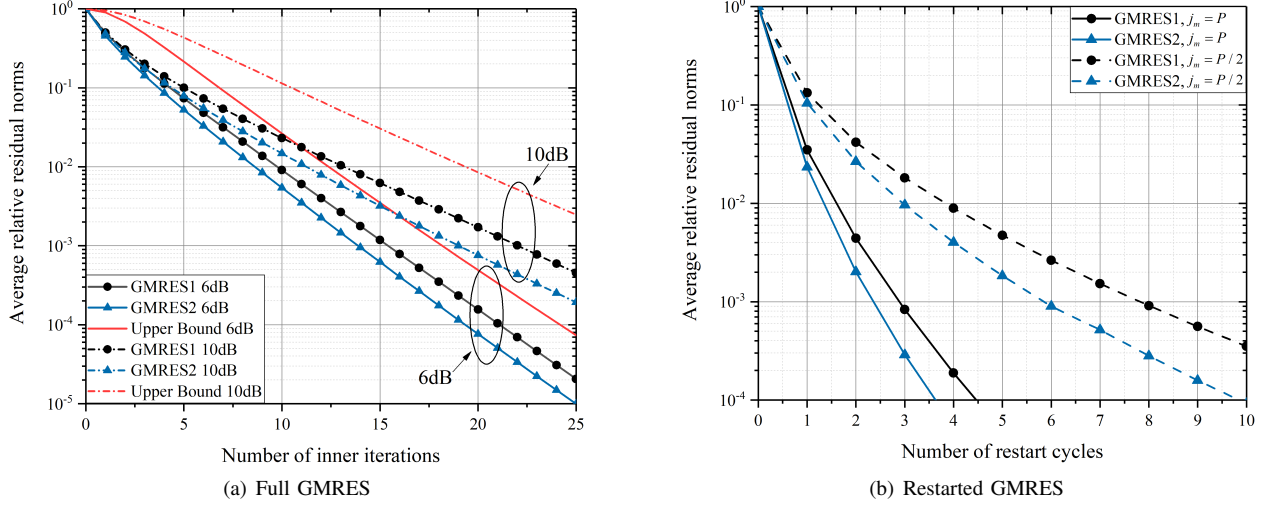 10^0
10^-1
10^-2
10^-3
10^-4
10^-5
Average relative residual norms
0 5 10 15 20 25
Number of inner iterations
10dB
6dB
GMRES1 6dB
GMRES2 6dB
Upper Bound 6dB
GMRES1 10dB
GMRES2 10dB
Upper Bound 10dB
(a) Full GMRES
10^0
10^-1
10^-2
10^-3
10^-4
Average relative residual norms
0 1 2 3 4 5 6 7 8 9 10
Number of restart cycles
GMRES1, j_m = P
GMRES2, j_m = P
GMRES1, j_m = P / 2
GMRES2, j_m = P / 2
(b) Restarted GMRES